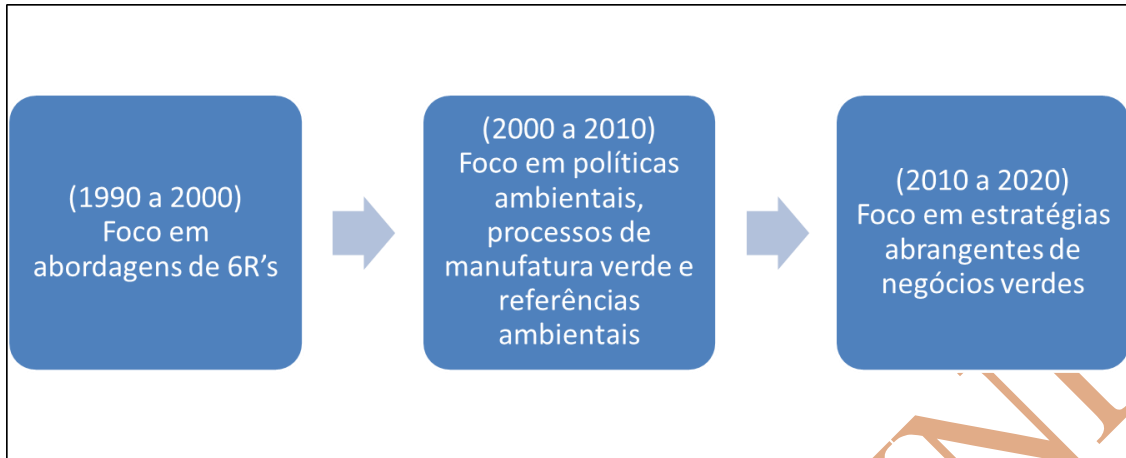 (1990 a 2000)
Foco em
abordagens de 6R’s
(2000 a 2010)
Foco em políticas
ambientais,
processos de
manufatura verde e
referências
ambientais
(2010 a 2020)
Foco em estratégias
abrangentes de
negócios verdes